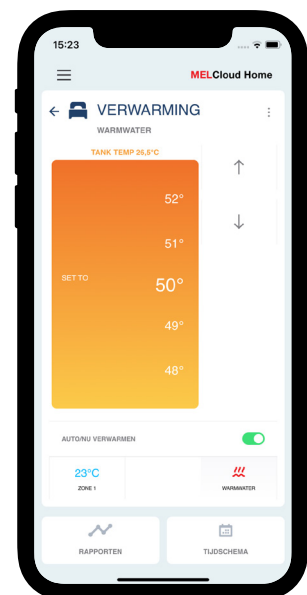 15:23
MELCloud Home
VERWARMING
WARMWATER
TANK TEMP 25,5°C
52°
51°
SET TO 50°
49°
48°
AUTO/NU VERWARMEN
23°C
ZONE 1
WARMWATER
RAPPORTEN
TIJDSCHEMA